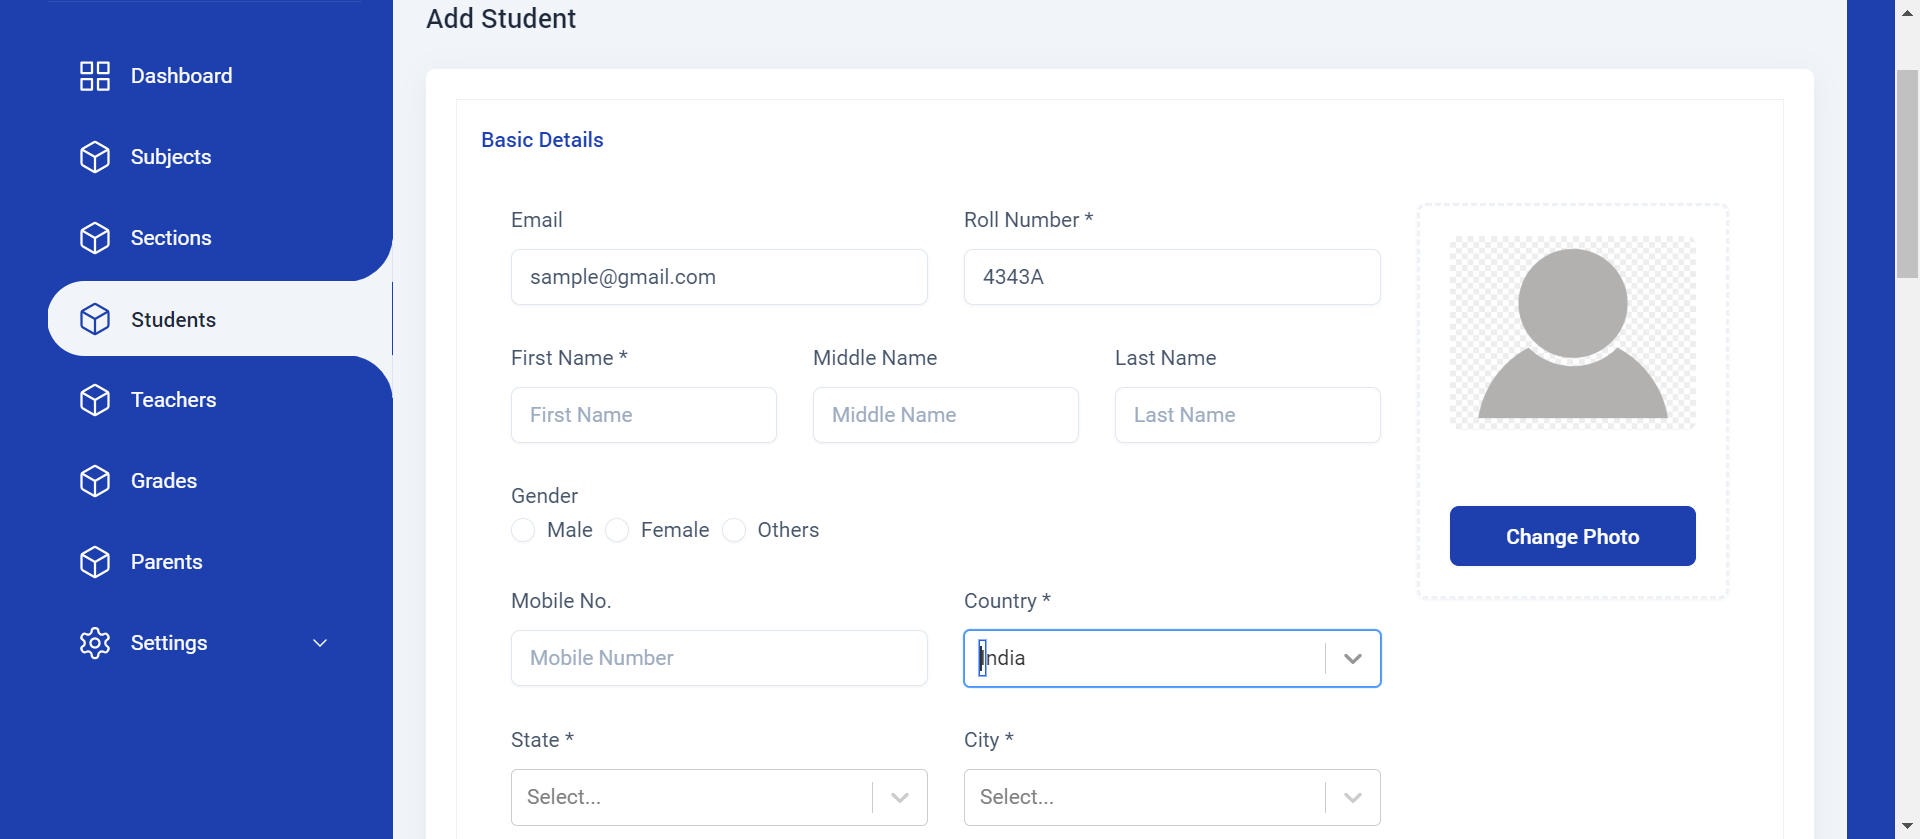 Add Student
Dashboard
Subjects
Sections
Students
Teachers
Grades
Parents
Settings
Basic Details
Email
Roll Number *
sample@gmail.com
4343A
First Name *
Middle Name
Last Name
First Name
Middle Name
Last Name
Gender
Male
Female
Others
Change Photo
Mobile No.
Country *
Mobile Number
India
State *
City *
Select...
Select...